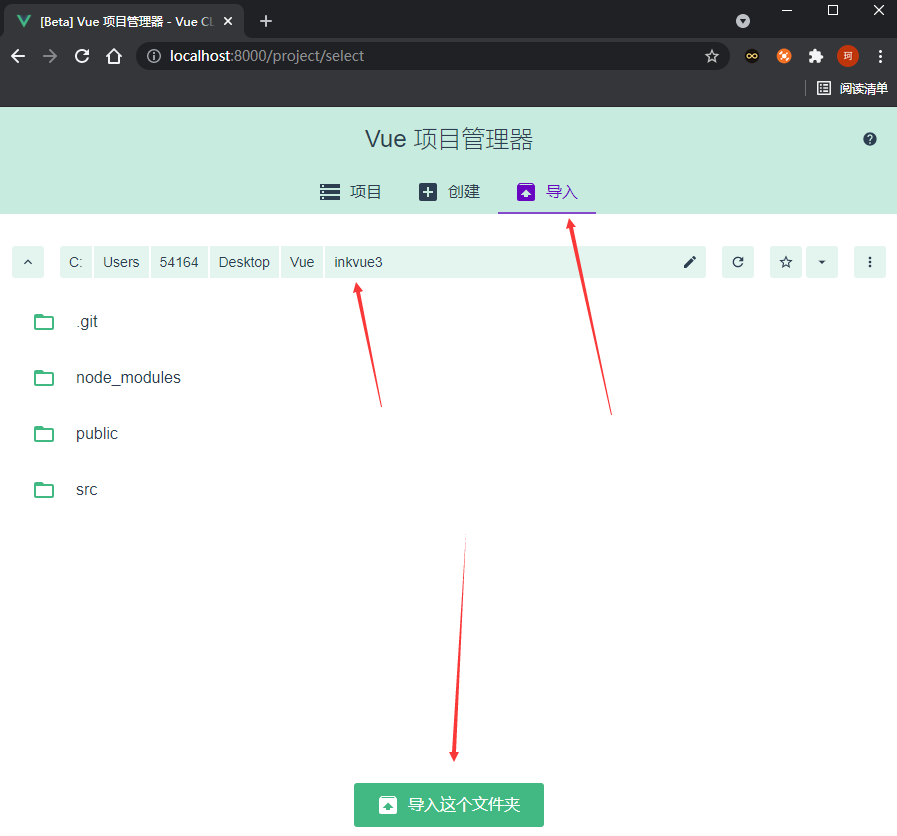 [Beta] Vue 项目管理器 - Vue CL
localhost:8000/project/select
珂
阅读清单
Vue 项目管理器
项目 创建 导入
C: Users 54164 Desktop Vue inkvue3
.git
node_modules
public
src
导入这个文件夹